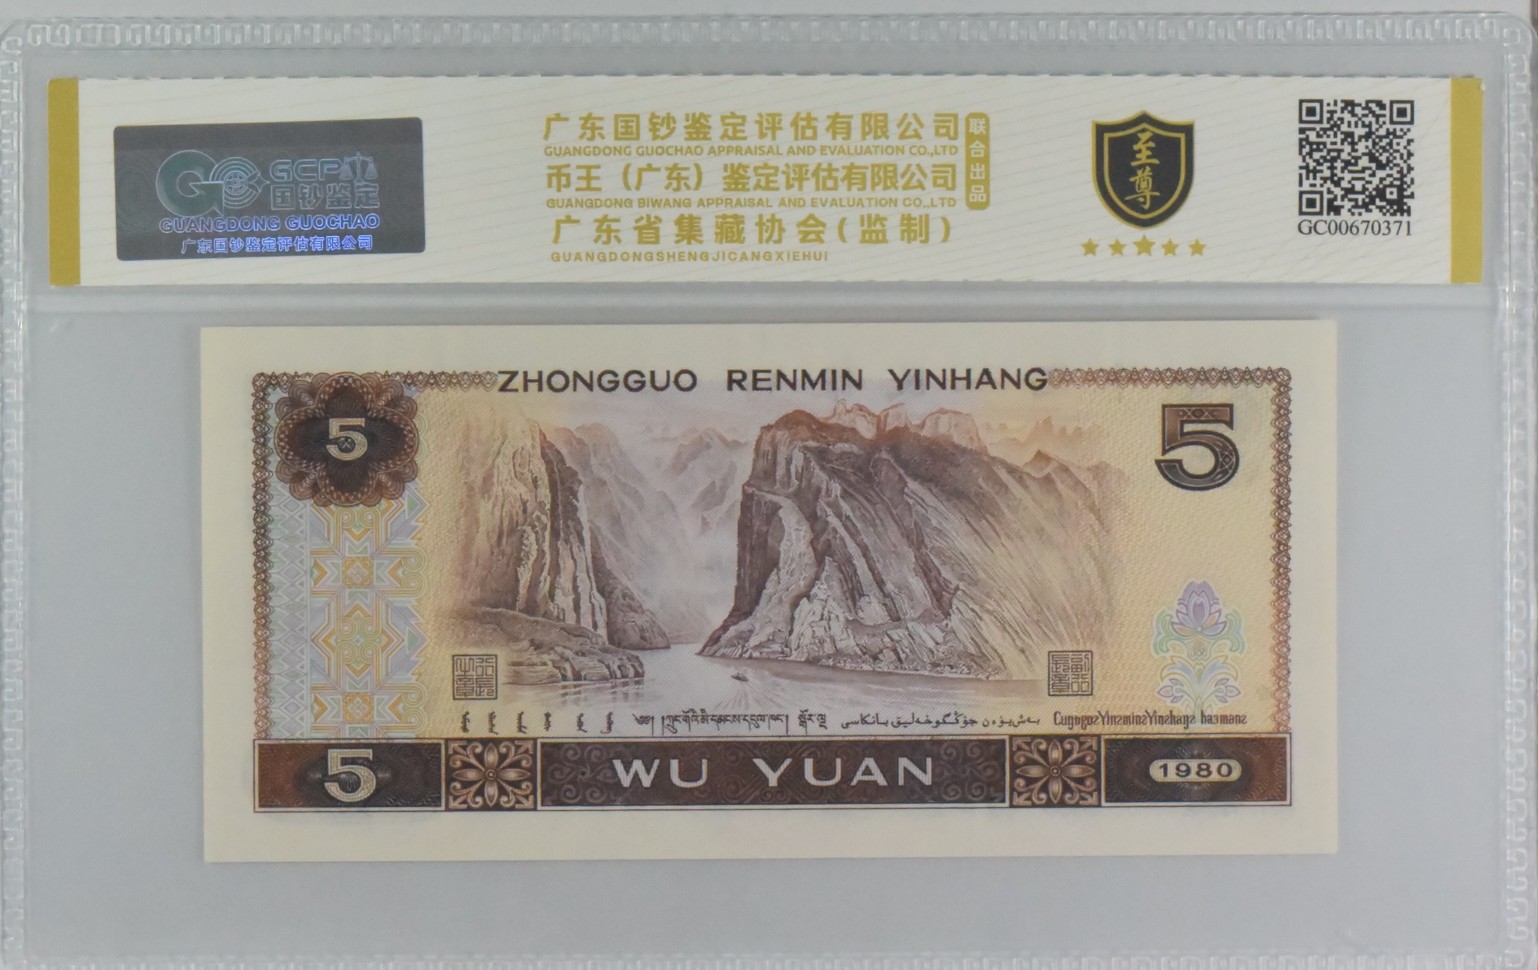 GCP
国钞鉴定
GUANGDONG GUOCHAO
广东国钞鉴定评估有限公司
广东国钞鉴定评估有限公司
GUANGDONG GUOCHAO APPRAISAL AND EVALUATION CO.,LTD
币王（广东）鉴定评估有限公司
GUANGDONG BIWANG APPRAISAL AND EVALUATION CO.,LTD
联合出品
广东省集藏协会(监制)
GUANGDONGSHENGJICANGXIEHUI
至尊
GC00670371
ZHONGGUO RENMIN YINHANG
5
5
5
WU YUAN
1980